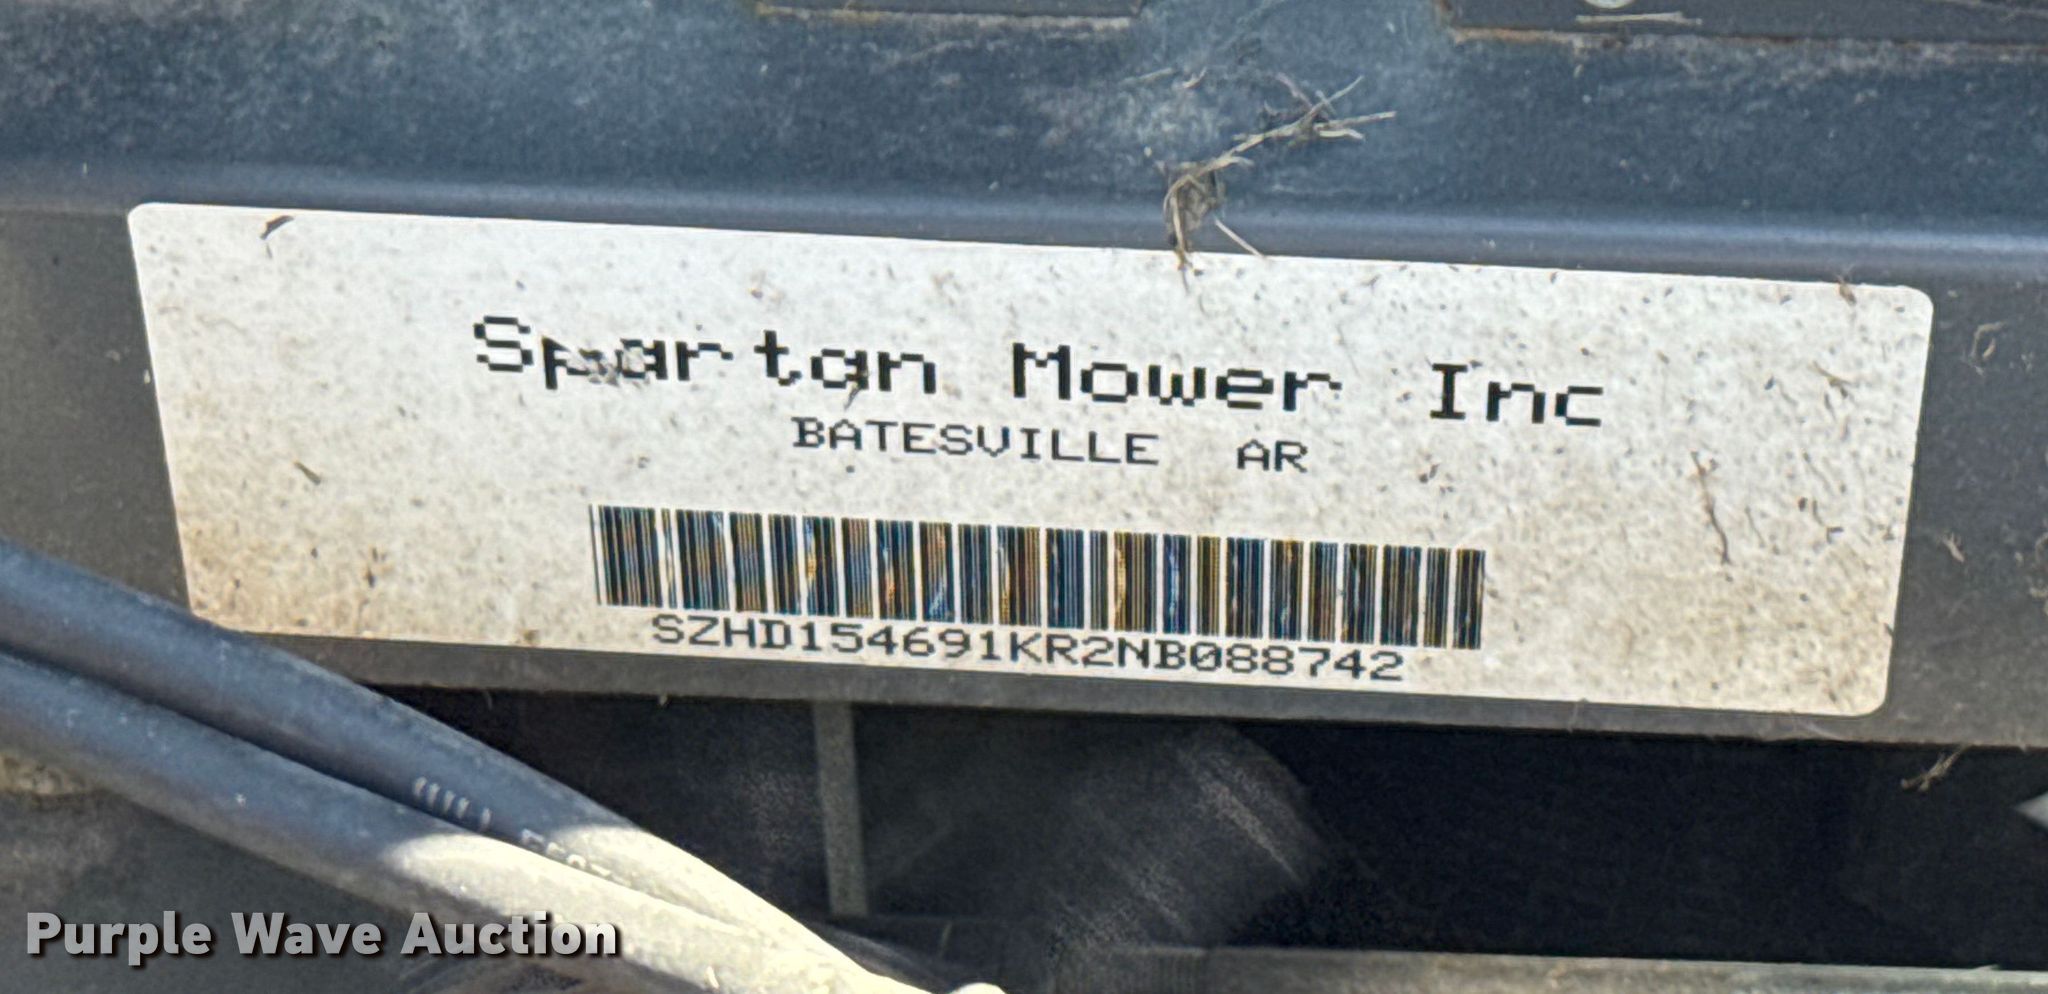 Spartan Mower Inc
BATESVILLE AR
SZHD154691KR2NB088742
Purple Wave Auction